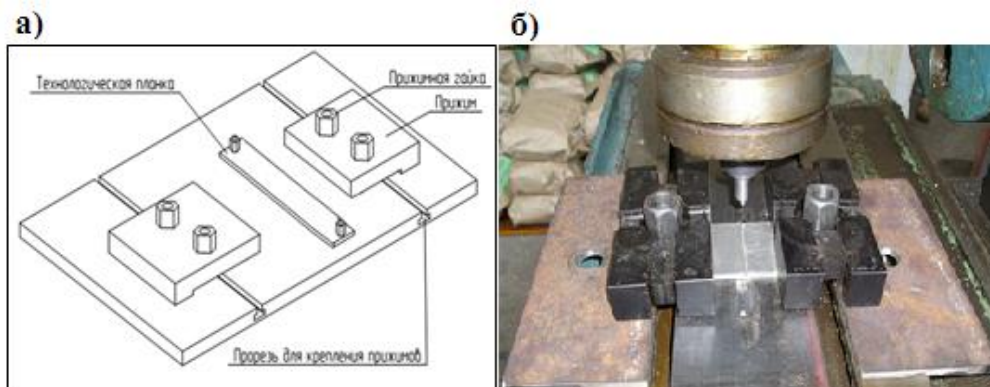 а)
б)
Технологическая планка
Прижимная гайка
Прижим
Прорезь для крепления прижимов